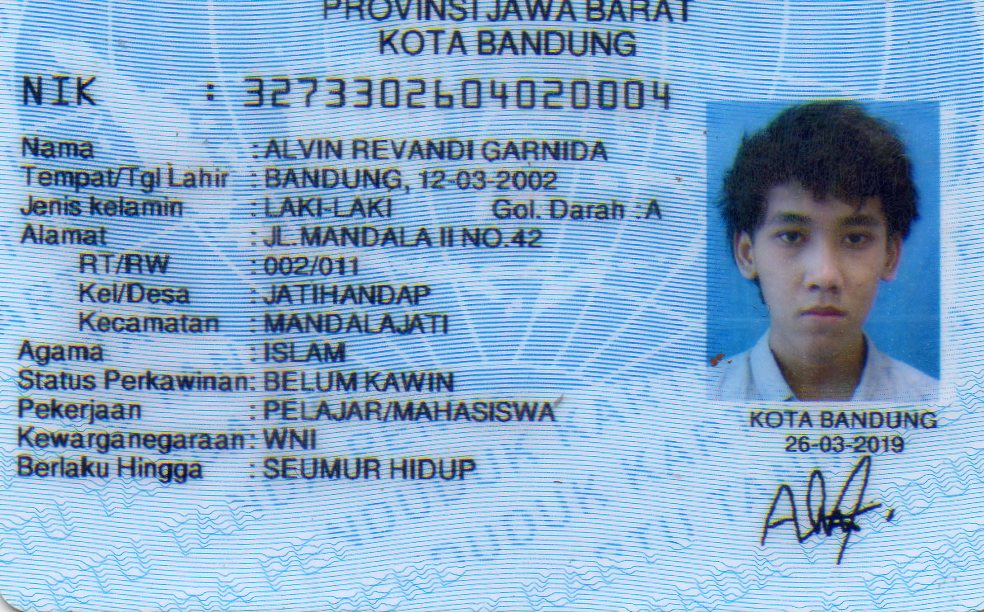 PROVINSI JAWA BARAT
KOTA BANDUNG
NIK : 3273302604020004
Nama : ALVIN REVANDI GARNIDA
Tempat/Tgl Lahir : BANDUNG, 12-03-2002
Jenis kelamin : LAKI-LAKI Gol. Darah : A
Alamat : JL.MANDALA II NO.42
RT/RW : 002/011
Kel/Desa : JATIHANDAP
Kecamatan : MANDALAJATI
Agama : ISLAM
Status Perkawinan: BELUM KAWIN
Pekerjaan : PELAJAR/MAHASISWA
Kewarganegaraan: WNI
Berlaku Hingga : SEUMUR HIDUP
KOTA BANDUNG
26-03-2019